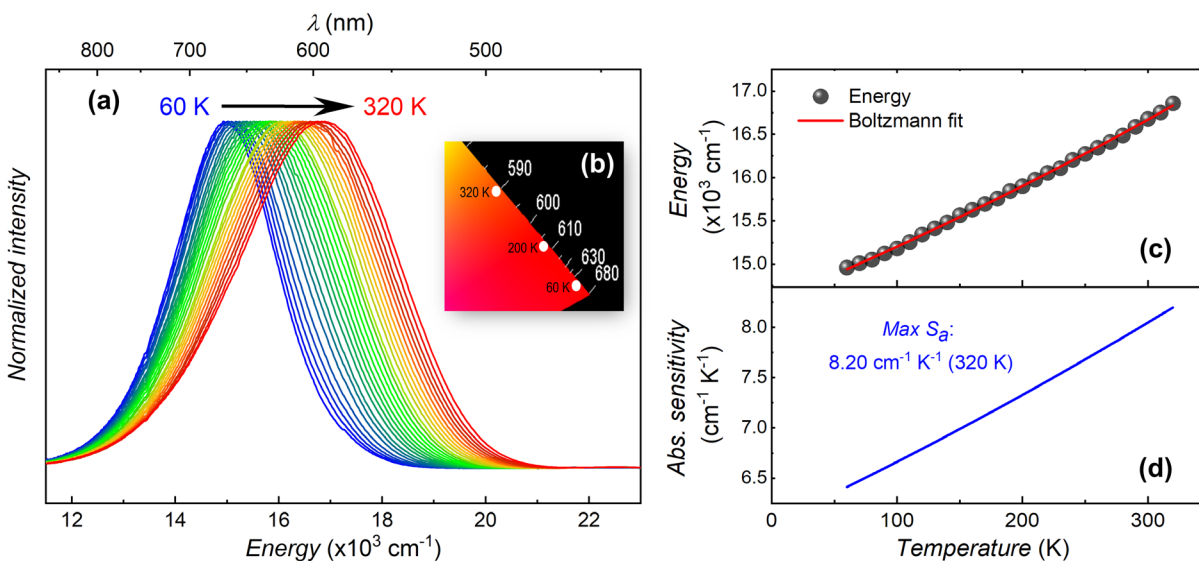 λ (nm)
800 700 600 500
(a)
60 K 320 K
(b)
590
320 K
600
610
200 K
630
680
60 K
Normalized intensity
12 14 16 18 20 22
Energy (x10³ cm⁻¹)
Energy
Boltzmann fit
17.0
16.5
16.0
15.5
15.0
Energy
(x10³ cm⁻¹)
(c)
Max Sa:
8.20 cm⁻¹ K⁻¹ (320 K)
8.0
7.5
7.0
6.5
Abs. sensitivity
(cm⁻¹ K⁻¹)
(d)
0 100 200 300
Temperature (K)